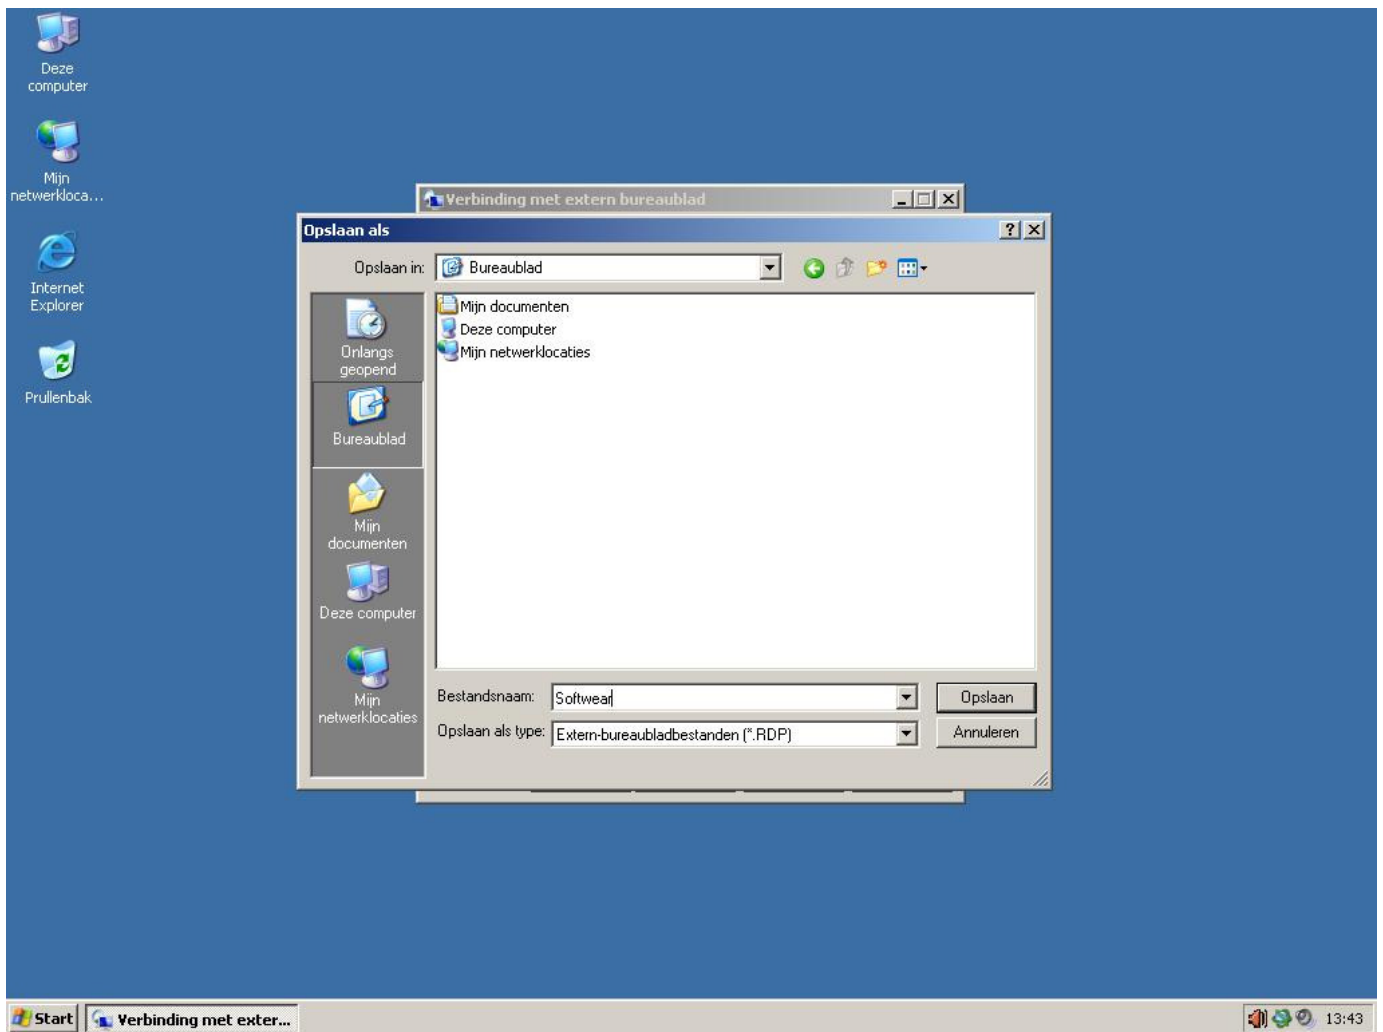 Deze
computer
Mijn
netwerkloca...
Internet
Explorer
Prullenbak
Verbinding met extern bureaublad
Opslaan als
Opslaan in:
Bureaublad
Onlangs
geopend
Bureaublad
Mijn
documenten
Deze computer
Mijn
netwerklocaties
Mijn documenten
Deze computer
Mijn netwerklocaties
Bestandsnaam: Softwear
Opslaan
Opslaan als type: Extern-bureaubladbestanden (*.RDP)
Annuleren
Start
Verbinding met exter...
13:43